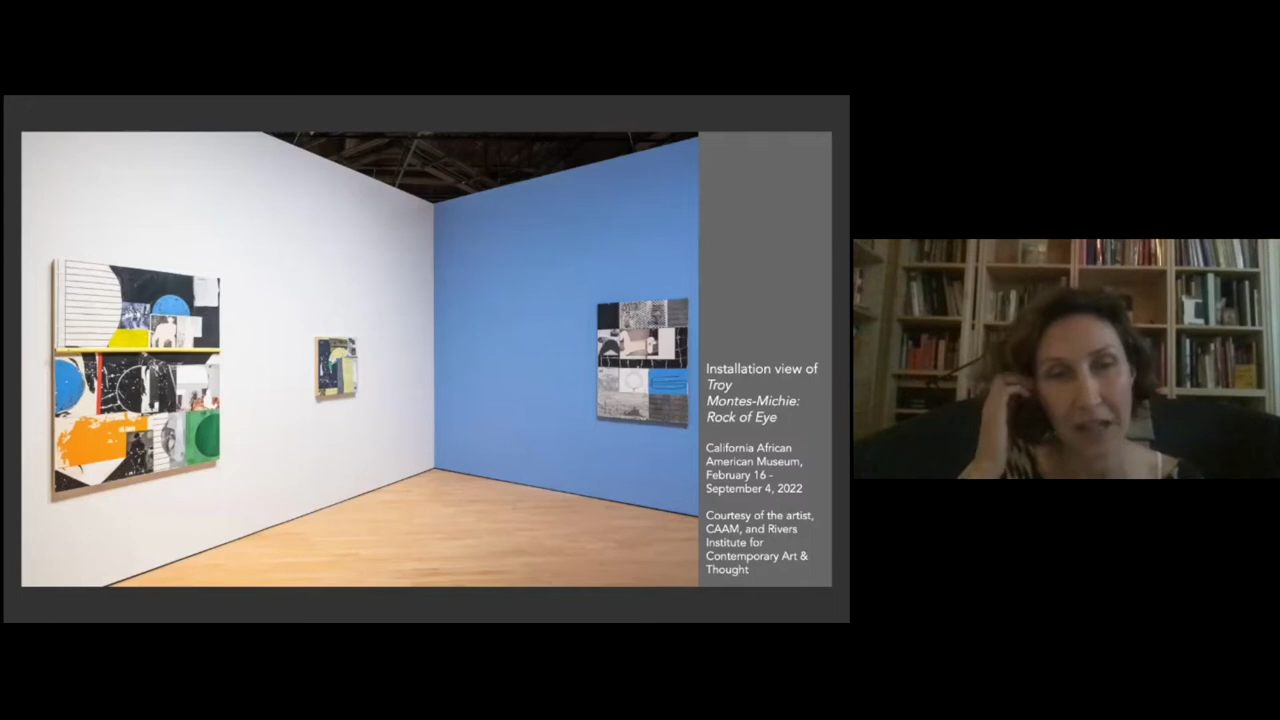 Installation view of
Troy
Montes-Michie:
Rock of Eye
California African
American Museum,
February 16 -
September 4, 2022
Courtesy of the artist,
CAAM, and Rivers
Institute for
Contemporary Art &
Thought